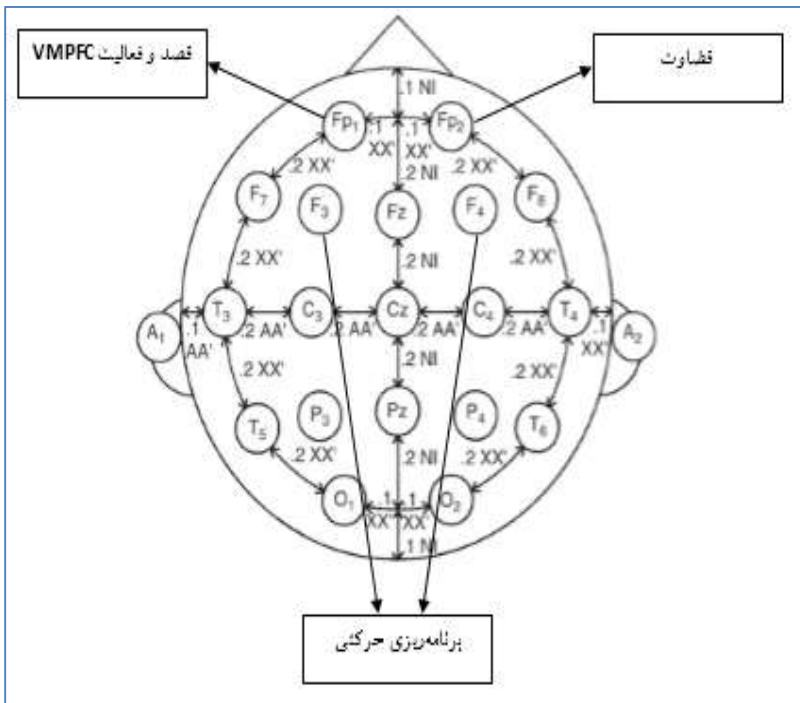 قصد و فعالیت VMPFC
قضاوت
.1 NI
Fp1 .1 XX' .1 XX' Fp2
.2 XX' .2 NI .2 XX'
F7 F3 Fz F4 F8
.2 XX' .2 NI .2 XX'
A1 T3 C3 Cz C4 T4 A2
.1 AA' .2 AA' .2 AA' .2 AA' .2 AA' .1 XX'
.2 XX' .2 NI .2 XX'
T5 P3 Pz P4 T6
.2 XX' .2 NI .2 XX'
O1 .1 XX' .1 XX' O2
.1 NI
برنامه‌ریزی حرکتی